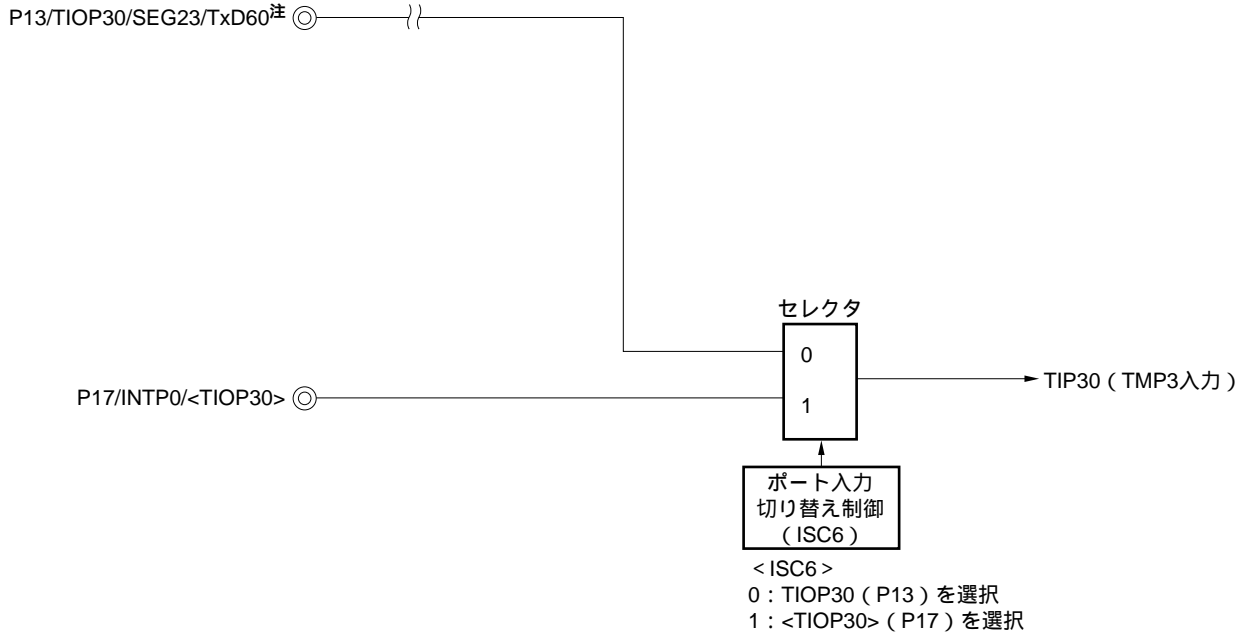 P13/TIOP30/SEG23/TxD60注
セレクタ
0
P17/INTP0/<TIOP30>
1
TIP30（TMP3入力）
ポート入力
切り替え制御
（ISC6）
＜ISC6＞
0：TIOP30（P13）を選択
1：<TIOP30>（P17）を選択